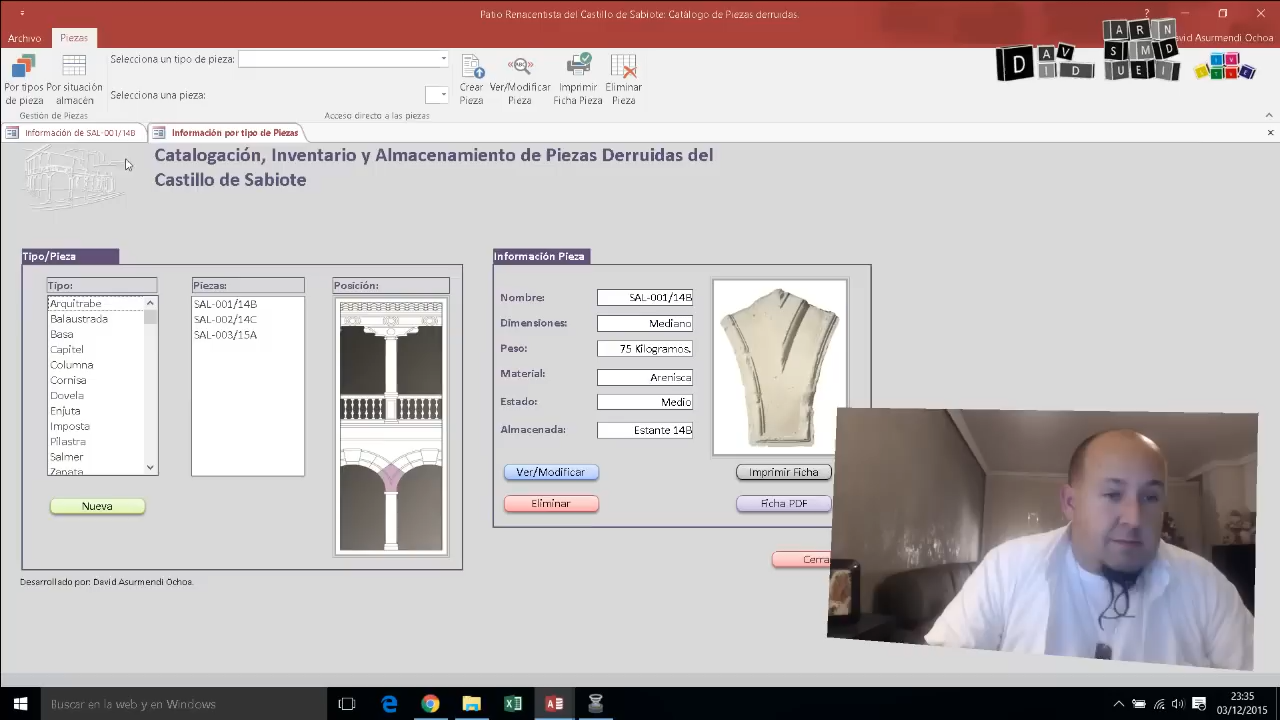 Patio Renacentista del Castillo de Sabiote: Catálogo de Piezas derruidas.
Archivo
Piezas
David Asurmendi Ochoa
Selecciona un tipo de pieza:
Selecciona una pieza:
Por tipos de pieza
Por situación almacén
Crear Pieza
Ver/Modificar Pieza
Imprimir Ficha Pieza
Eliminar Pieza
Gestión de Piezas
Acceso directo a las piezas
DAVID
ASURMENDI
Información de SAL-001/14B
Información por tipo de Piezas
Catalogación, Inventario y Almacenamiento de Piezas Derruidas del
Castillo de Sabiote
Tipo/Pieza
Tipo:
Arquitrabe
Balaustrada
Basa
Capitel
Columna
Cornisa
Dovela
Enjuta
Imposta
Pilastra
Salmer
Zapata
Nueva
Piezas:
SAL-001/14B
SAL-002/14C
SAL-003/15A
Posición:
Información Pieza
Nombre: SAL-001/14B
Dimensiones: Mediano
Peso: 75 Kilogramos.
Material: Arenisca
Estado: Medio
Almacenada: Estante 14B
Ver/Modificar
Imprimir Ficha
Eliminar
Ficha PDF
Cerra
Desarrollado por: David Asurmendi Ochoa.
Buscar en la web y en Windows
23:35
03/12/2015